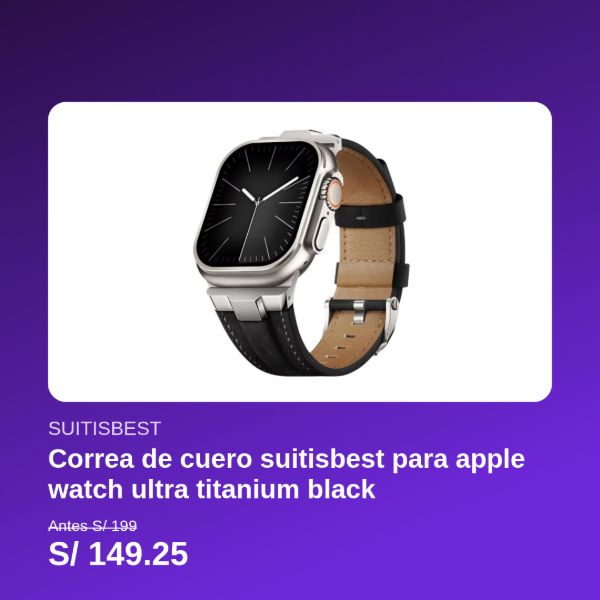 SUITISBEST
Correa de cuero suitisbest para apple
watch ultra titanium black
Antes S/ 199
S/ 149.25